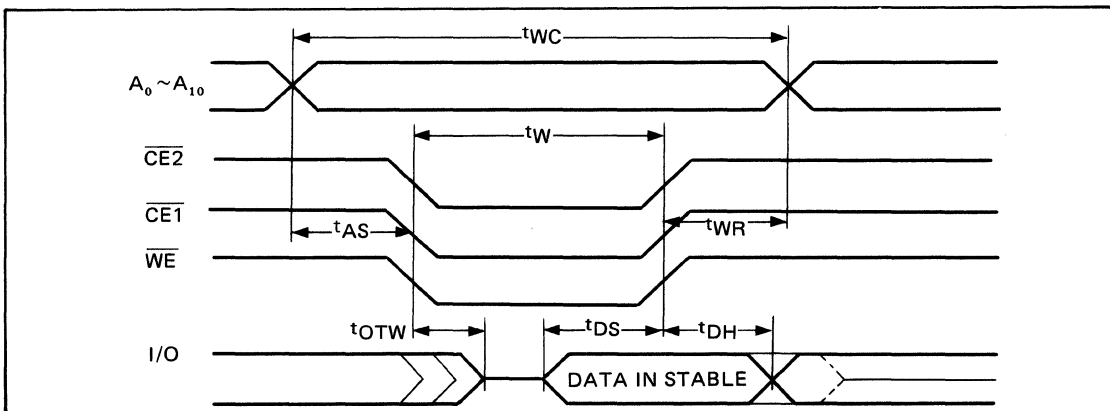 tWC
A0~A10
tW
CE2
CE1
tAS
tWR
WE
tOTW
tDS
tDH
I/O
DATA IN STABLE